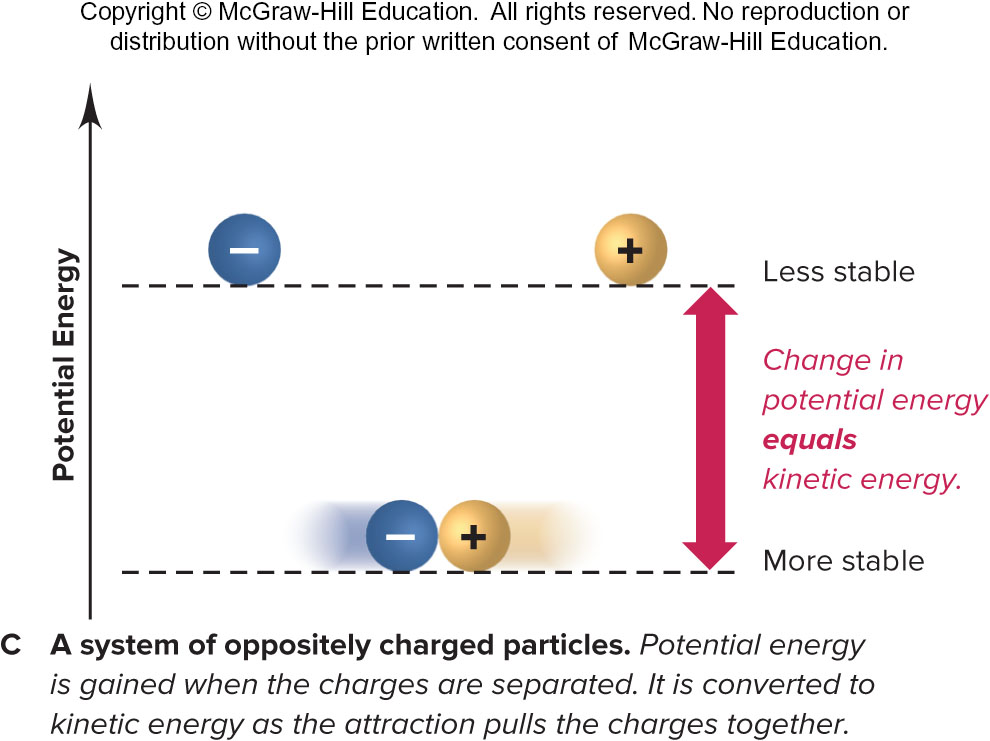 Copyright © McGraw-Hill Education. All rights reserved. No reproduction or
distribution without the prior written consent of McGraw-Hill Education.
Potential Energy
−
+
Less stable
Change in
potential energy
equals
kinetic energy.
−
+
More stable
C A system of oppositely charged particles. Potential energy
is gained when the charges are separated. It is converted to
kinetic energy as the attraction pulls the charges together.